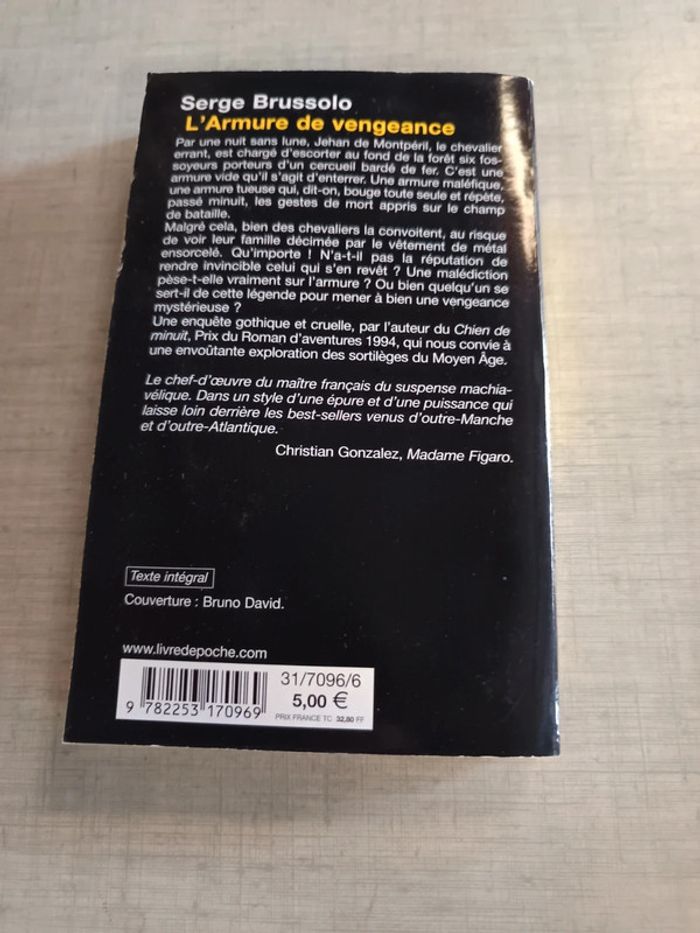 Serge Brussolo
L'Armure de vengeance
Par une nuit sans lune, Jehan de Montpéril, le chevalier
errant, est chargé d'escorter au fond de la forêt six fos-
soyeurs porteurs d'un cercueil bardé de fer. C'est une
armure vide qu'il s'agit d'enterrer. Une armure maléfique,
une armure tueuse qui, dit-on, bouge toute seule et répète,
passé minuit, les gestes de mort appris sur le champ
de bataille.
Malgré cela, bien des chevaliers la convoitent, au risque
de voir leur famille décimée par le vêtement de métal
ensorcelé. Qu'importe ! N'a-t-il pas la réputation de
rendre invincible celui qui s'en revêt ? Une malédiction
pèse-t-elle vraiment sur l'armure ? Ou bien quelqu'un se
sert-il de cette légende pour mener à bien une vengeance
mystérieuse ?
Une enquête gothique et cruelle, par l'auteur du Chien de
minuit, Prix du Roman d'aventures 1994, qui nous convie à
une envoûtante exploration des sortilèges du Moyen Âge.
Le chef-d'œuvre du maître français du suspense machia-
vélique. Dans un style d'une épure et d'une puissance qui
laisse loin derrière les best-sellers venus d'outre-Manche
et d'outre-Atlantique.
Christian Gonzalez, Madame Figaro.
Texte intégral
Couverture : Bruno David.
www.livredepoche.com
31/7096/6
5,00 €
PRIX FRANCE TC 32,80 FF
9 782253 170969